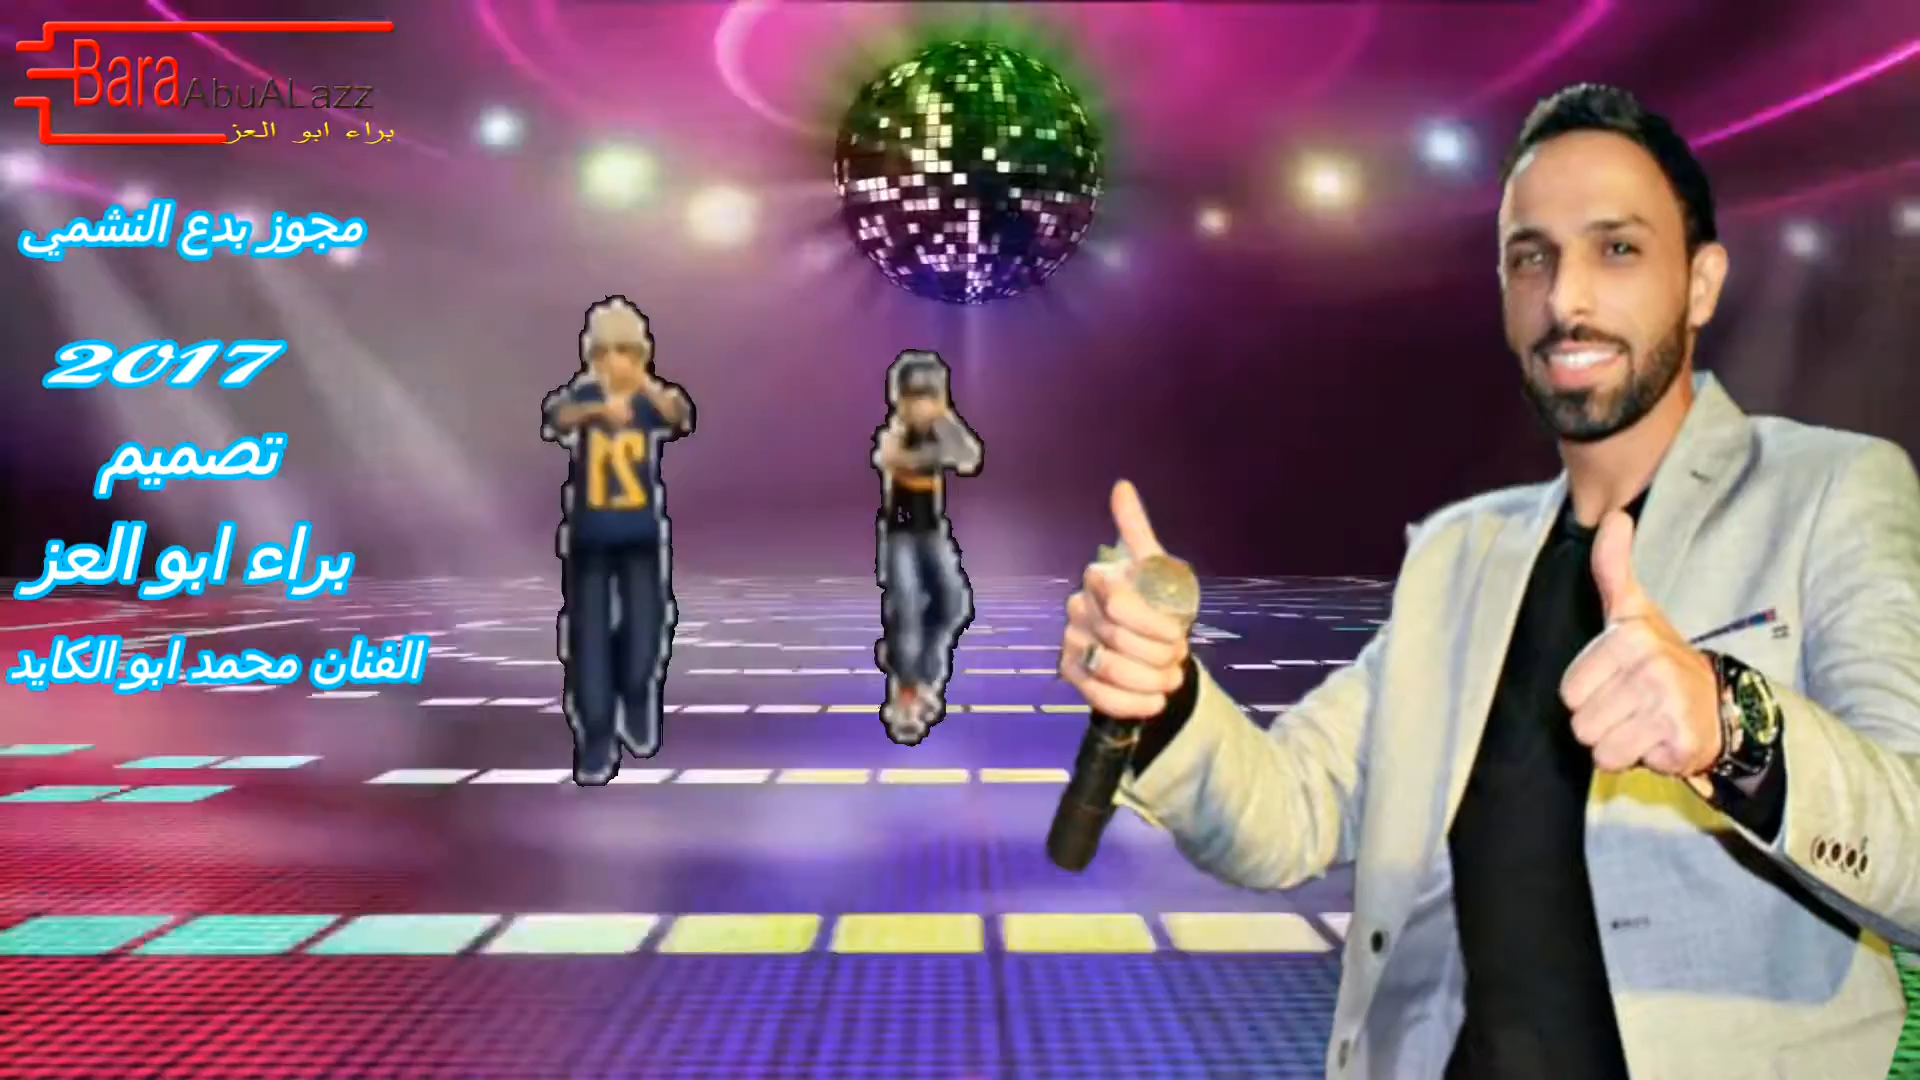 Bara AbuALazz
براء ابو العز
مجوز بدع النشمي
2017
تصميم
براء ابو العز
الفنان محمد ابو الكايد
21